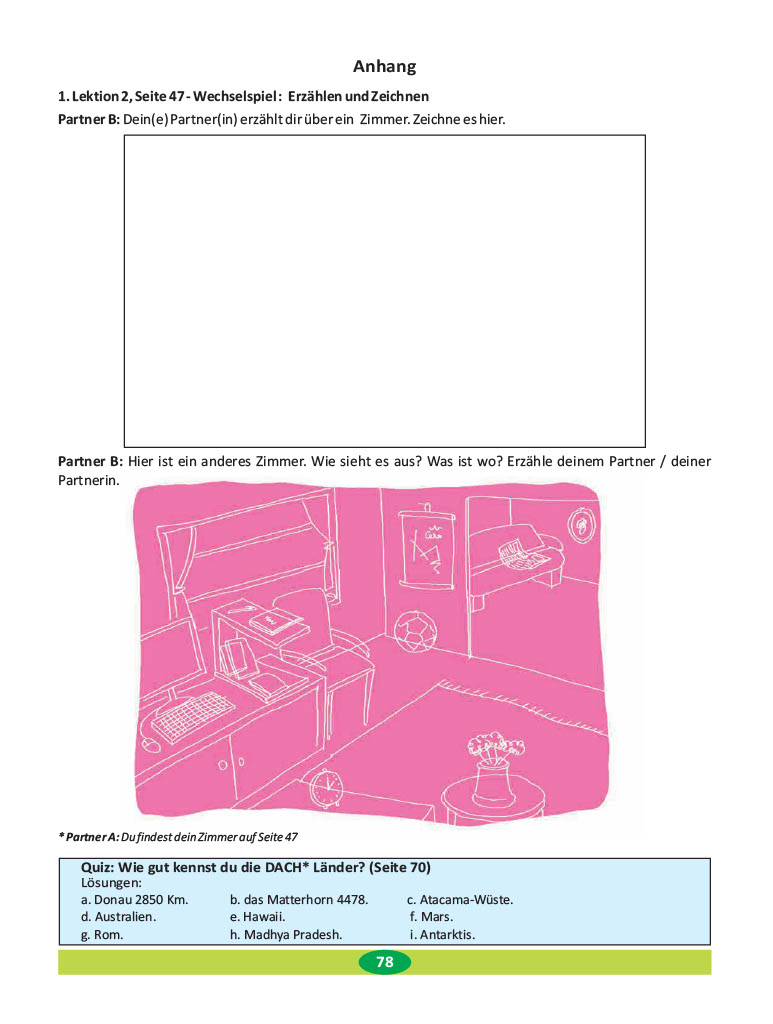 Anhang
1. Lektion 2, Seite 47 - Wechselspiel : Erzählen und Zeichnen
Partner B: Dein(e) Partner(in) erzählt dir über ein Zimmer. Zeichne es hier.
Partner B: Hier ist ein anderes Zimmer. Wie sieht es aus? Was ist wo? Erzähle deinem Partner / deiner
Partnerin.
* Partner A: Du findest dein Zimmer auf Seite 47
Quiz: Wie gut kennst du die DACH* Länder? (Seite 70)
Lösungen:
a. Donau 2850 Km. b. das Matterhorn 4478. c. Atacama-Wüste.
d. Australien. e. Hawaii. f. Mars.
g. Rom. h. Madhya Pradesh. i. Antarktis.
78